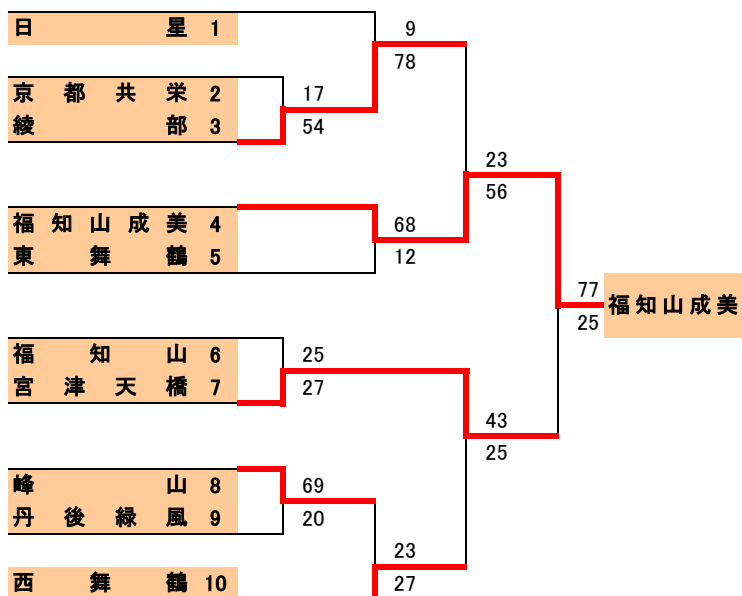 日星 1
9
78
京都共栄 2
綾部 3
17
54
23
56
福知山成美 4
東舞鶴 5
68
12
77
25
福知山成美
福知山 6
宮津天橋 7
25
27
43
25
峰山 8
丹後緑風 9
69
20
23
27
西舞鶴 10